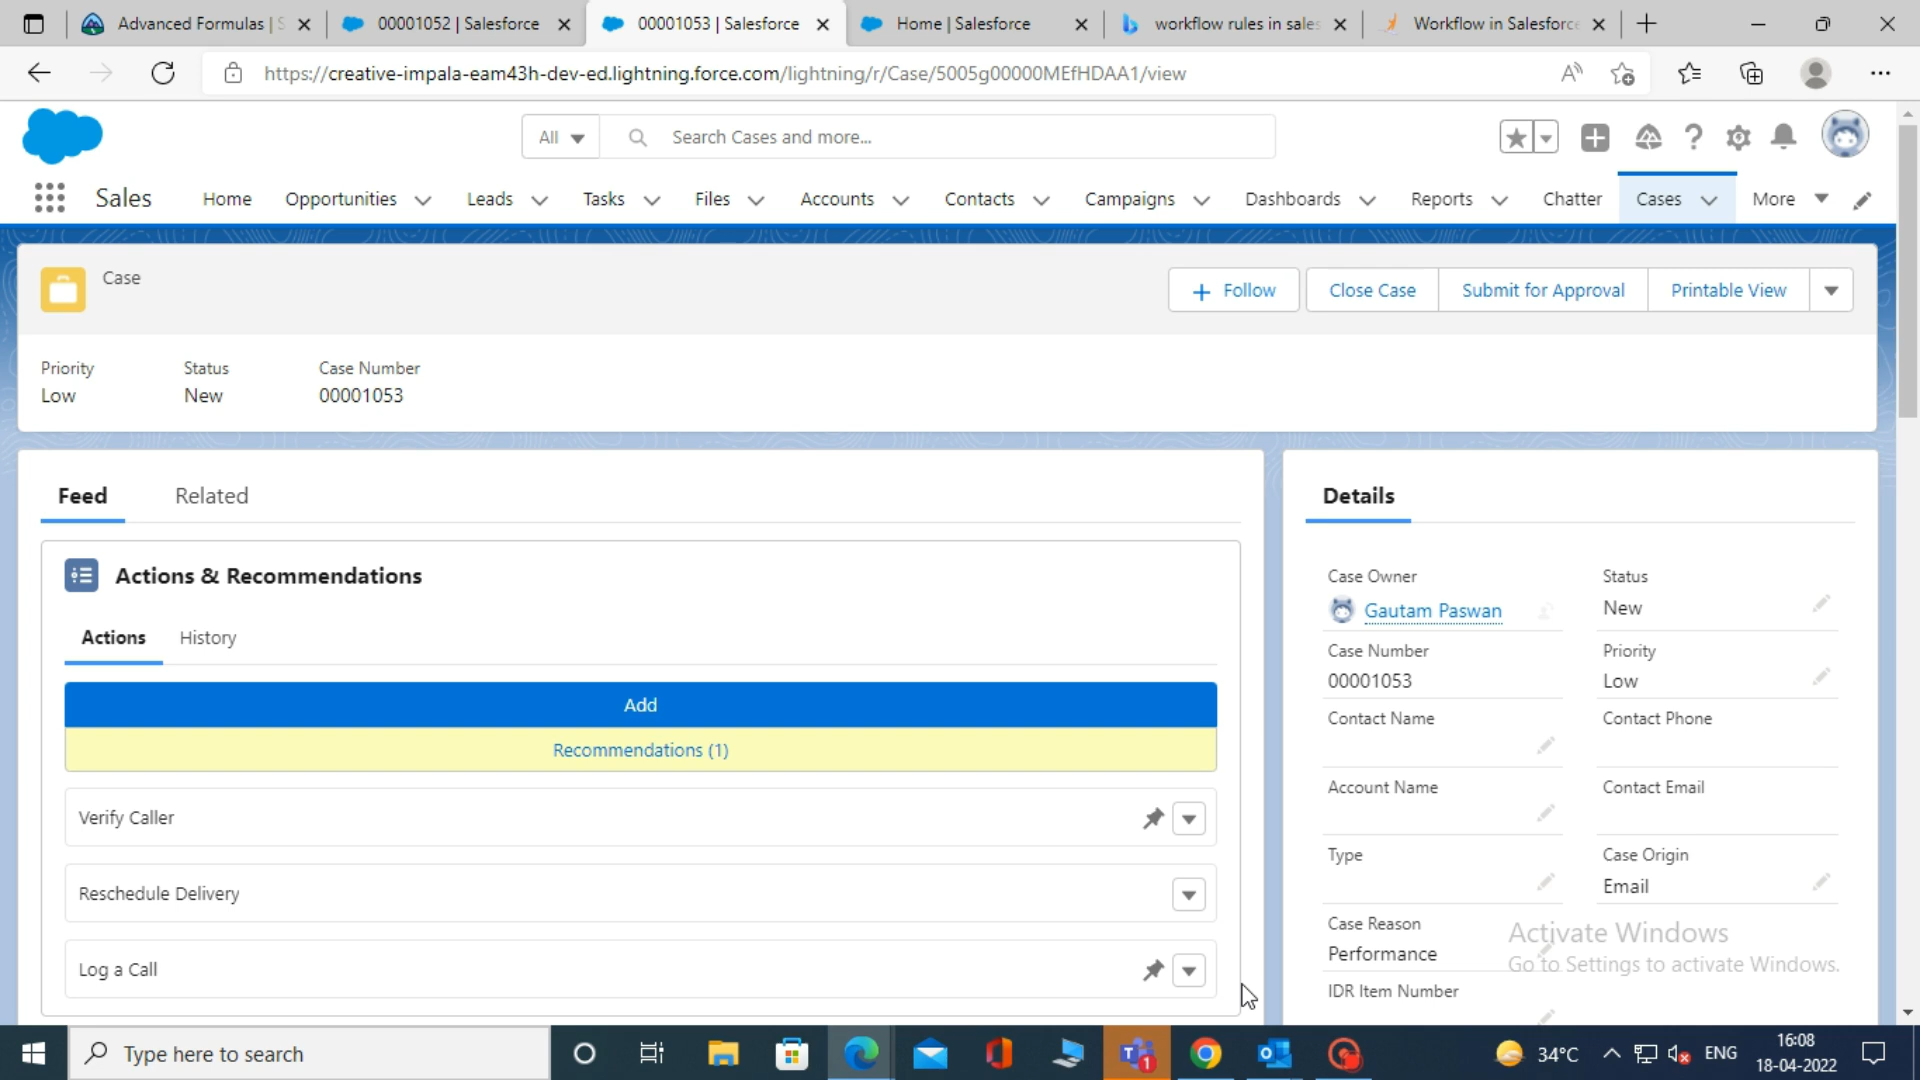 Advanced Formulas | S
00001052 | Salesforce
00001053 | Salesforce
Home | Salesforce
workflow rules in sales
Workflow in Salesforce
https://creative-impala-eam43h-dev-ed.lightning.force.com/lightning/r/Case/5005g00000MEfHDAA1/view
All
Search Cases and more...
Sales
Home
Opportunities
Leads
Tasks
Files
Accounts
Contacts
Campaigns
Dashboards
Reports
Chatter
Cases
More
Case
Follow
Close Case
Submit for Approval
Printable View
Priority
Low
Status
New
Case Number
00001053
Feed
Related
Actions & Recommendations
Actions
History
Add
Recommendations (1)
Verify Caller
Reschedule Delivery
Log a Call
Details
Case Owner
Gautam Paswan
Status
New
Case Number
00001053
Priority
Low
Contact Name
Contact Phone
Account Name
Contact Email
Type
Case Origin
Email
Case Reason
Performance
IDR Item Number
Activate Windows
Go to Settings to activate Windows.
Type here to search
1
34°C
ENG
16:08
18-04-2022